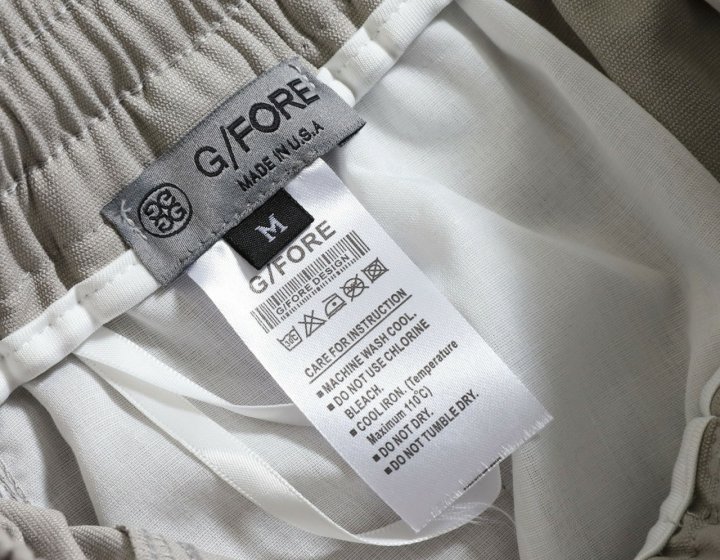 G/FORE
MADE IN U.S.A
M
G/FORE
G/FORE DESIGN
CARE FOR INSTRUCTION
■ MACHINE WASH COOL.
■ DO NOT USE CHLORINE
BLEACH.
■ COOL IRON. (Temperature
Maximum 110°C)
■ DO NOT DRY.
■ DO NOT TUMBLE DRY.